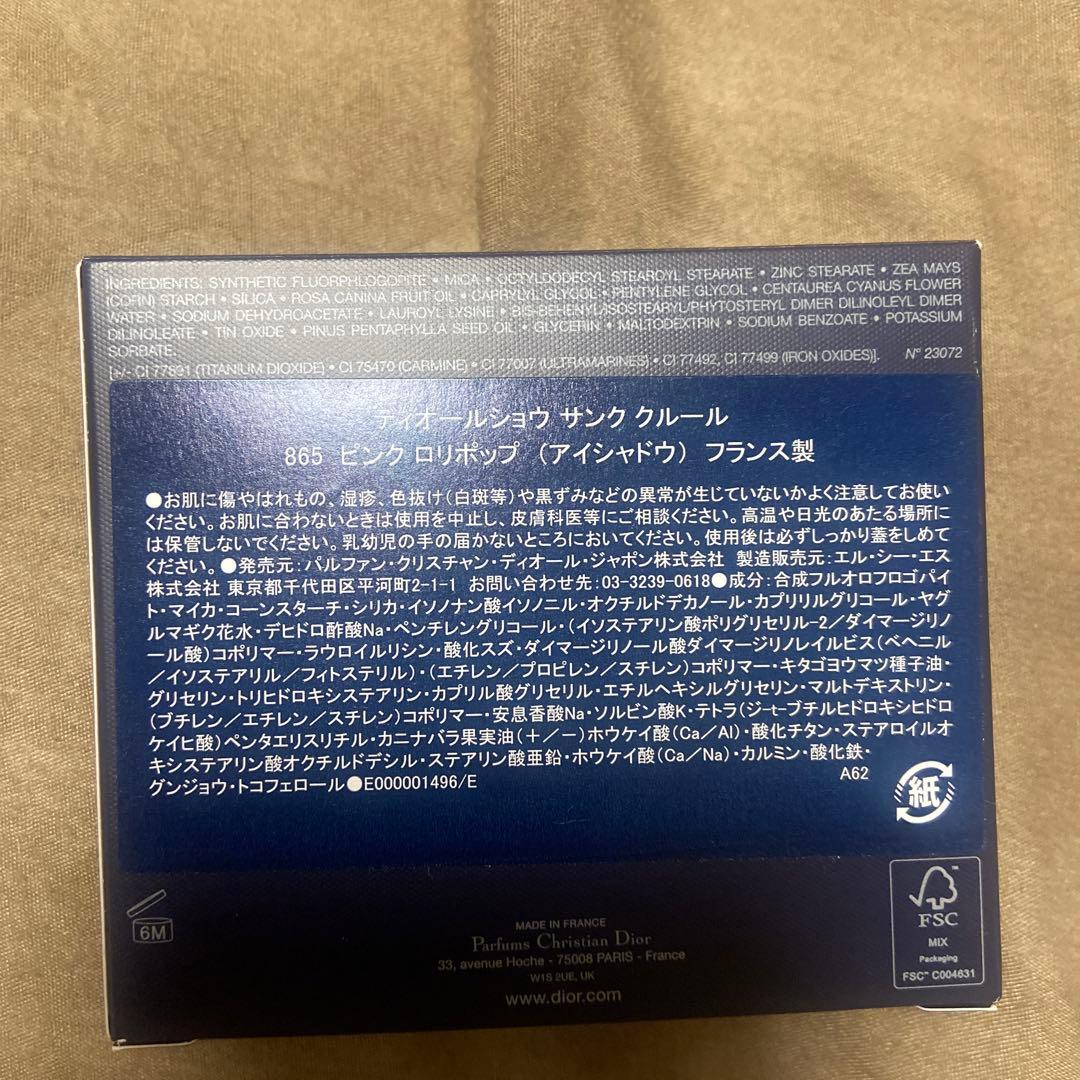 INGREDIENTS: SYNTHETIC FLUORPHLOGOPITE • MICA • OCTYLDODECYL STEAROYL STEARATE • ZINC STEARATE • ZEA MAYS
(CORN) STARCH • SILICA • ROSA CANINA FRUIT OIL • CAPRYLYL GLYCOL • PENTYLENE GLYCOL • CENTAUREA CYANUS FLOWER
WATER • SODIUM DEHYDROACETATE • LAUROYL LYSINE • BIS-BEHENYL/ISOSTEARYL/PHYTOSTERYL DIMER DILINOLEYL DIMER
DILINOLEATE • TIN OXIDE • PINUS PENTAPHYLLA SEED OIL • GLYCERIN • MALTODEXTRIN • SODIUM BENZOATE • POTASSIUM
SORBATE.
[+/- CI 77891 (TITANIUM DIOXIDE) • CI 75470 (CARMINE) • CI 77007 (ULTRAMARINES) • CI 77492, CI 77499 (IRON OXIDES)]. N° 23072
ディオールショウ サンク クルール
865 ピンク ロリポップ （アイシャドウ） フランス製
●お肌に傷やはれもの、湿疹、色抜け（白斑等）や黒ずみなどの異常が生じていないかよく注意してお使い
ください。お肌に合わないときは使用を中止し、皮膚科医等にご相談ください。高温や日光のあたる場所に
は保管しないでください。乳幼児の手の届かないところにおいてください。使用後は必ずしっかり蓋をしめて
ください。●発売元：パルファン・クリスチャン・ディオール・ジャポン株式会社 製造販売元：エル・シー・エス
株式会社 東京都千代田区平河町2-1-1 お問い合わせ先：03-3239-0618●成分：合成フルオロフロゴパイ
ト・マイカ・コーンスターチ・シリカ・イソノナン酸イソノニル・オクチルドデカノール・カプリリルグリコール・ヤグ
ルマギク花水・デヒドロ酢酸Na・ペンチレングリコール・（イソステアリン酸ポリグリセリル-2／ダイマージリノ
ール酸）コポリマー・ラウロイルリシン・酸化スズ・ダイマージリノール酸ダイマージリノレイルビス（ベヘニル
／イソステアリル／フィトステリル）・（エチレン／プロピレン／スチレン）コポリマー・キタゴヨウマツ種子油・
グリセリン・トリヒドロキシステアリン・カプリル酸グリセリル・エチルヘキシルグリセリン・マルトデキストリン・
（ブチレン／エチレン／スチレン）コポリマー・安息香酸Na・ソルビン酸K・テトラ（ジ-t-ブチルヒドロキシヒドロ
ケイヒ酸）ペンタエリスリチル・カニナバラ果実油（＋／－）ホウケイ酸（Ca／Al）・酸化チタン・ステアロイルオ
キシステアリン酸オクチルドデシル・ステアリン酸亜鉛・ホウケイ酸（Ca／Na）・カルミン・酸化鉄・
グンジョウ・トコフェロール●E000001496/E A62
紙
6M
MADE IN FRANCE
Parfums Christian Dior
33, avenue Hoche - 75008 PARIS - France
W1S 2UE, UK
www.dior.com
FSC
MIX
Packaging
FSC™ C004631